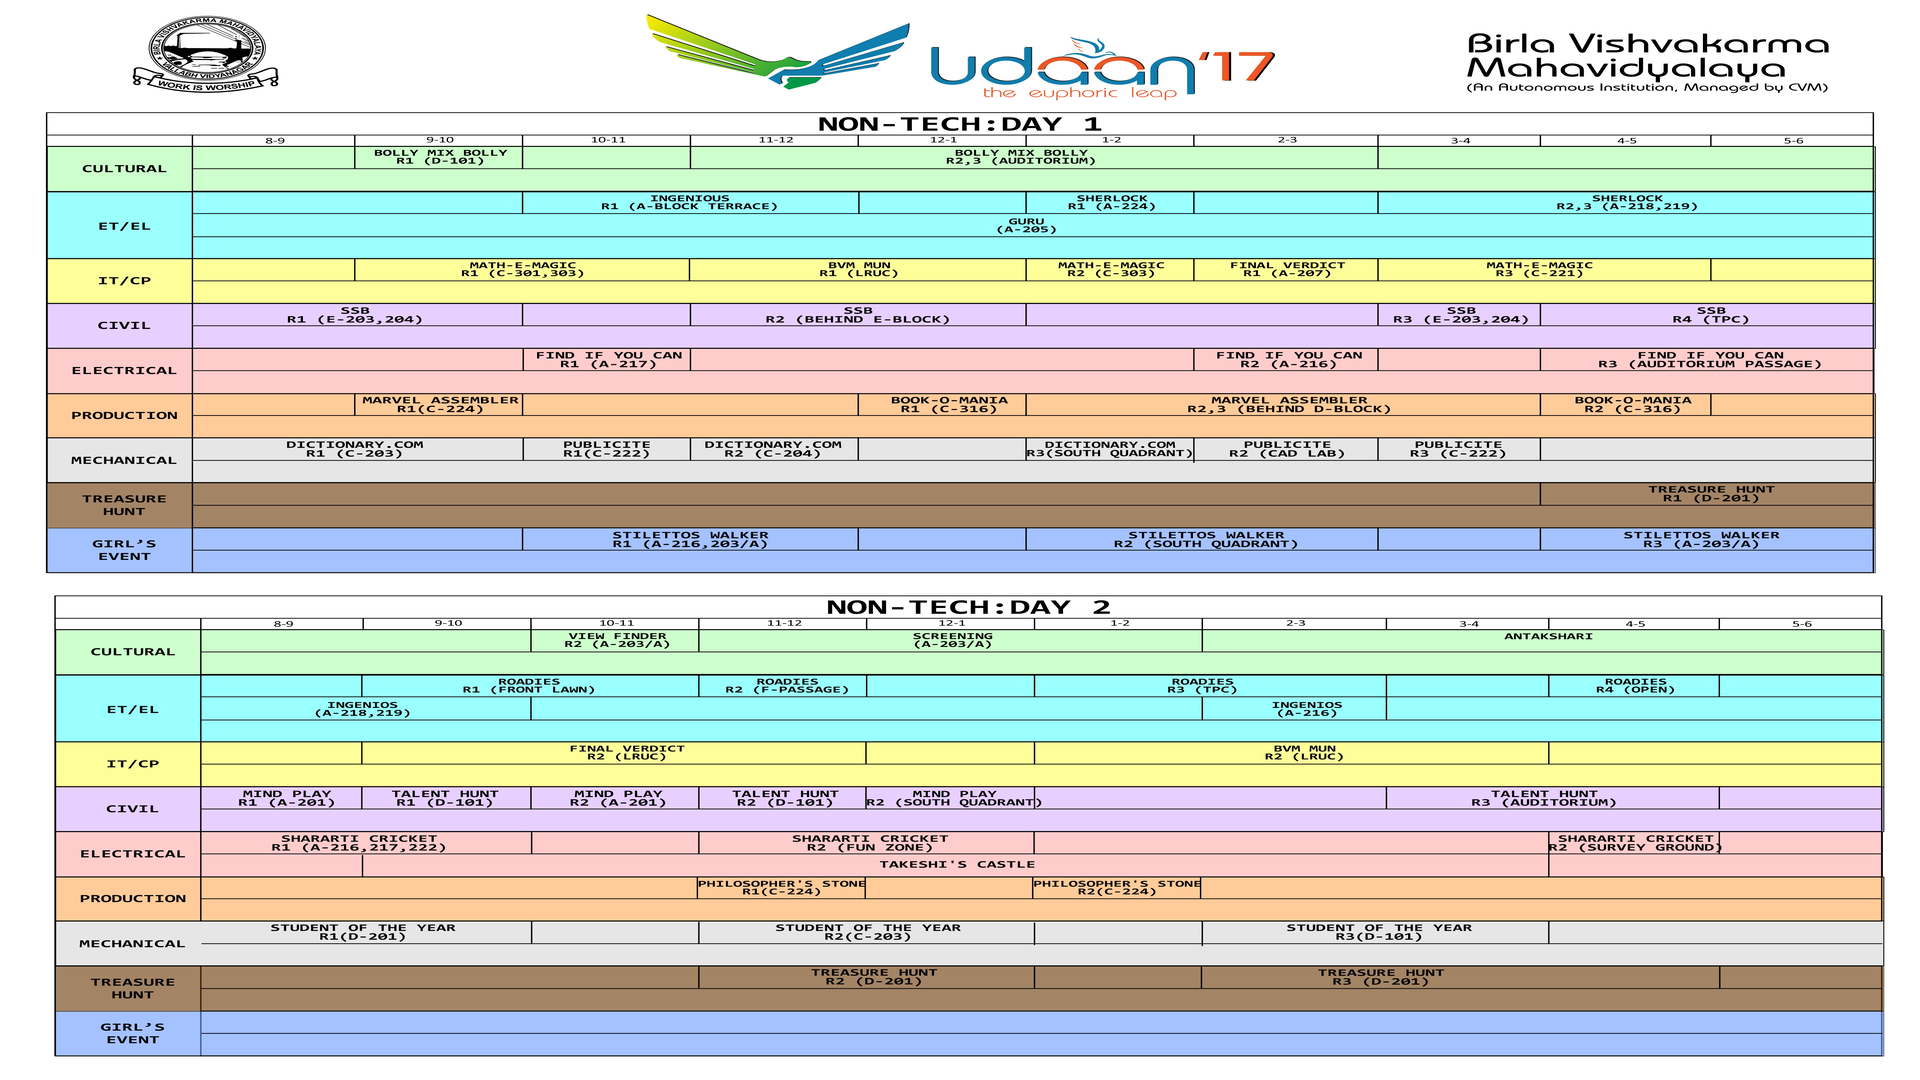 BIRLA VISHVAKARMA MAHAVIDYALAYA
VALLABH VIDYANAGAR
WORK IS WORSHIP
Udaan'17
the euphoric leap
Birla Vishvakarma
Mahavidyalaya
(An Autonomous Institution, Managed by CVM)
NON-TECH:DAY 1
8-9 9-10 10-11 11-12 12-1 1-2 2-3 3-4 4-5 5-6
CULTURAL
BOLLY MIX BOLLY
R1 (D-101)
BOLLY MIX BOLLY
R2,3 (AUDITORIUM)
ET/EL
INGENIOUS
R1 (A-BLOCK TERRACE)
SHERLOCK
R1 (A-224)
SHERLOCK
R2,3 (A-218,219)
GURU
(A-205)
IT/CP
MATH-E-MAGIC
R1 (C-301,303)
BVM MUN
R1 (LRUC)
MATH-E-MAGIC
R2 (C-303)
FINAL VERDICT
R1 (A-207)
MATH-E-MAGIC
R3 (C-221)
CIVIL
SSB
R1 (E-203,204)
SSB
R2 (BEHIND E-BLOCK)
SSB
R3 (E-203,204)
SSB
R4 (TPC)
ELECTRICAL
FIND IF YOU CAN
R1 (A-217)
FIND IF YOU CAN
R2 (A-216)
FIND IF YOU CAN
R3 (AUDITORIUM PASSAGE)
PRODUCTION
MARVEL ASSEMBLER
R1(C-224)
BOOK-O-MANIA
R1 (C-316)
MARVEL ASSEMBLER
R2,3 (BEHIND D-BLOCK)
BOOK-O-MANIA
R2 (C-316)
MECHANICAL
DICTIONARY.COM
R1 (C-203)
PUBLICITE
R1(C-222)
DICTIONARY.COM
R2 (C-204)
DICTIONARY.COM
R3(SOUTH QUADRANT)
PUBLICITE
R2 (CAD LAB)
PUBLICITE
R3 (C-222)
TREASURE
HUNT
TREASURE HUNT
R1 (D-201)
GIRL'S
EVENT
STILETTOS WALKER
R1 (A-216,203/A)
STILETTOS WALKER
R2 (SOUTH QUADRANT)
STILETTOS WALKER
R3 (A-203/A)
NON-TECH:DAY 2
8-9 9-10 10-11 11-12 12-1 1-2 2-3 3-4 4-5 5-6
CULTURAL
VIEW FINDER
R2 (A-203/A)
SCREENING
(A-203/A)
ANTAKSHARI
ET/EL
ROADIES
R1 (FRONT LAWN)
ROADIES
R2 (F-PASSAGE)
ROADIES
R3 (TPC)
ROADIES
R4 (OPEN)
INGENIOS
(A-218,219)
INGENIOS
(A-216)
IT/CP
FINAL VERDICT
R2 (LRUC)
BVM MUN
R2 (LRUC)
CIVIL
MIND PLAY
R1 (A-201)
TALENT HUNT
R1 (D-101)
MIND PLAY
R2 (A-201)
TALENT HUNT
R2 (D-101)
MIND PLAY
R2 (SOUTH QUADRANT)
TALENT HUNT
R3 (AUDITORIUM)
ELECTRICAL
SHARARTI CRICKET
R1 (A-216,217,222)
SHARARTI CRICKET
R2 (FUN ZONE)
SHARARTI CRICKET
R2 (SURVEY GROUND)
TAKESHI'S CASTLE
PRODUCTION
PHILOSOPHER'S STONE
R1(C-224)
PHILOSOPHER'S STONE
R2(C-224)
MECHANICAL
STUDENT OF THE YEAR
R1(D-201)
STUDENT OF THE YEAR
R2(C-203)
STUDENT OF THE YEAR
R3(D-101)
TREASURE
HUNT
TREASURE HUNT
R2 (D-201)
TREASURE HUNT
R3 (D-201)
GIRL'S
EVENT